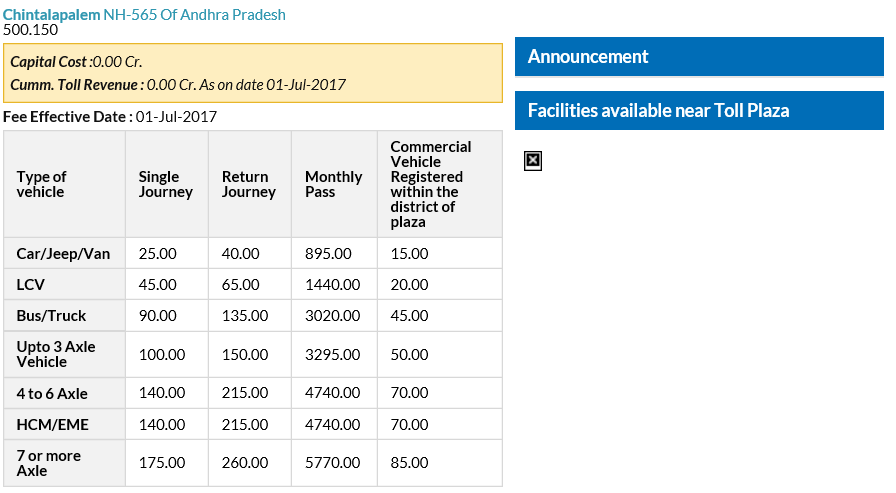 Chintalapalem NH-565 Of Andhra Pradesh
500.150
Capital Cost :0.00 Cr.
Cumm. Toll Revenue : 0.00 Cr. As on date 01-Jul-2017
Fee Effective Date : 01-Jul-2017
Type of vehicle Single Journey Return Journey Monthly Pass Commercial Vehicle Registered within the district of plaza
Car/Jeep/Van 25.00 40.00 895.00 15.00
LCV 45.00 65.00 1440.00 20.00
Bus/Truck 90.00 135.00 3020.00 45.00
Upto 3 Axle Vehicle 100.00 150.00 3295.00 50.00
4 to 6 Axle 140.00 215.00 4740.00 70.00
HCM/EME 140.00 215.00 4740.00 70.00
7 or more Axle 175.00 260.00 5770.00 85.00
Announcement
Facilities available near Toll Plaza